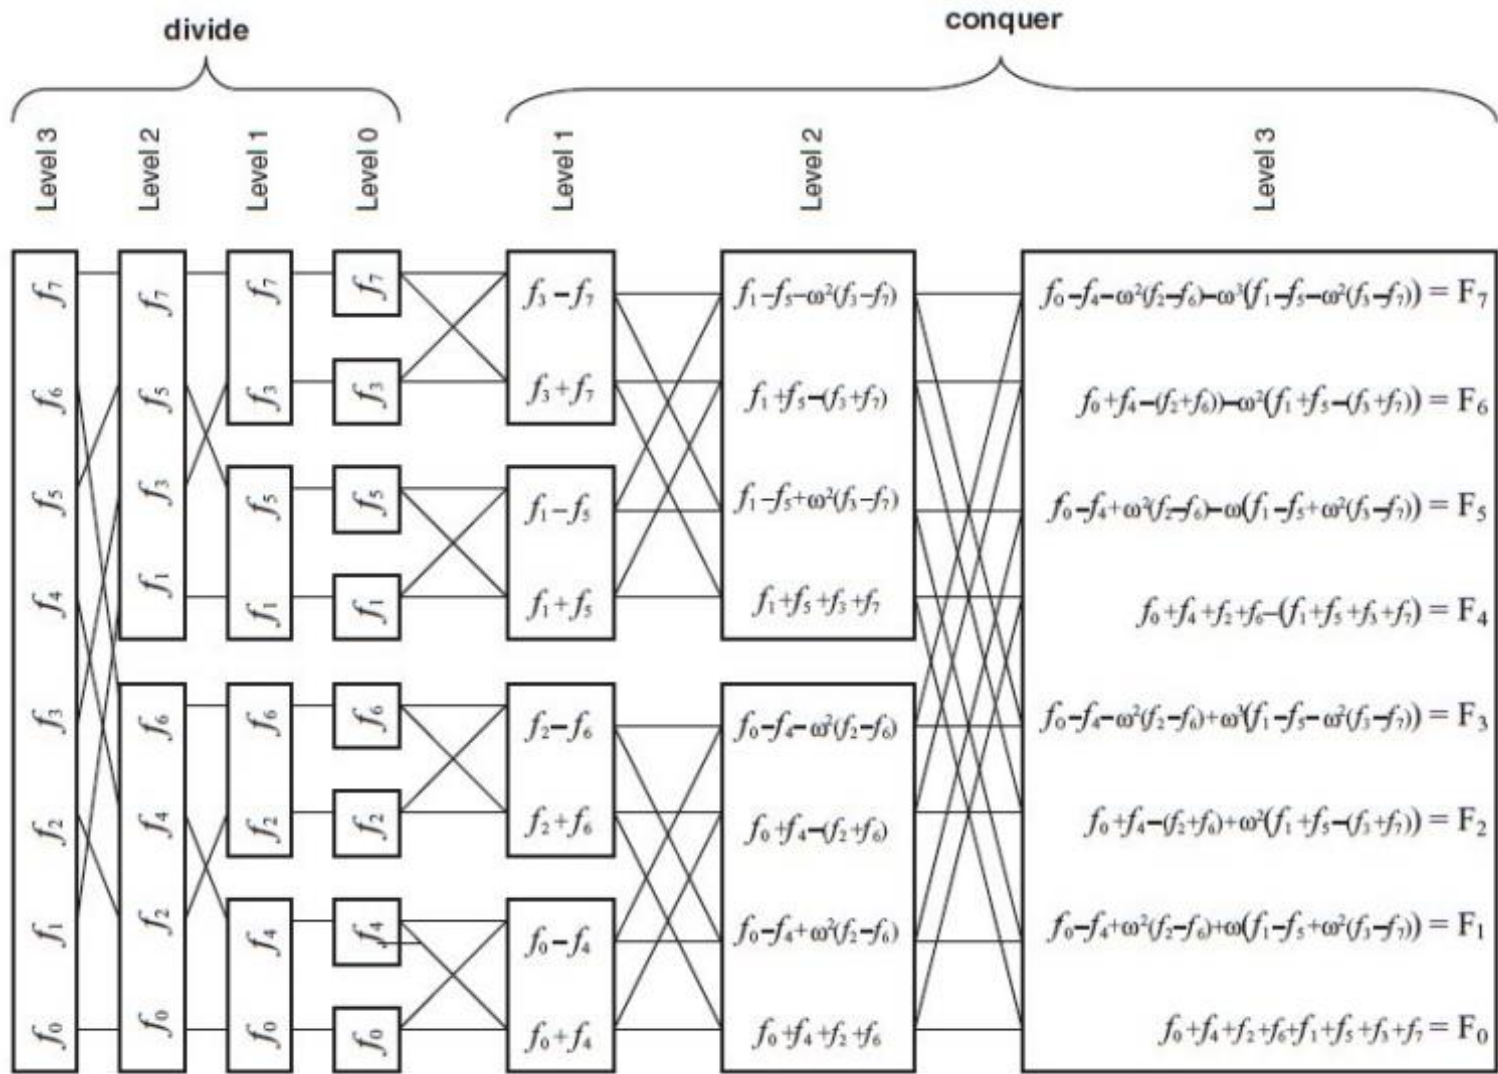 divide
conquer
Level 3
Level 2
Level 1
Level 0
Level 1
Level 2
Level 3
f₇
f₆
f₅
f₄
f₃
f₂
f₁
f₀
f₇
f₅
f₃
f₁
f₆
f₄
f₂
f₀
f₇
f₃
f₅
f₁
f₆
f₂
f₄
f₀
f₇
f₃
f₅
f₁
f₆
f₂
f₄
f₀
f₃−f₇
f₃+f₇
f₁−f₅
f₁+f₅
f₂−f₆
f₂+f₆
f₀−f₄
f₀+f₄
f₁−f₅−ω²(f₃−f₇)
f₁+f₅−(f₃+f₇)
f₁−f₅+ω²(f₃−f₇)
f₁+f₅+f₃+f₇
f₀−f₄−ω²(f₂−f₆)
f₀+f₄−(f₂+f₆)
f₀−f₄+ω²(f₂−f₆)
f₀+f₄+f₂+f₆
f₀−f₄−ω²(f₂−f₆)−ω³(f₁−f₅−ω²(f₃−f₇)) = F₇
f₀+f₄−(f₂+f₆))−ω²(f₁+f₅−(f₃+f₇)) = F₆
f₀−f₄+ω²(f₂−f₆)−ω(f₁−f₅+ω²(f₃−f₇)) = F₅
f₀+f₄+f₂+f₆−(f₁+f₅+f₃+f₇) = F₄
f₀−f₄−ω²(f₂−f₆)+ω³(f₁−f₅−ω²(f₃−f₇)) = F₃
f₀+f₄−(f₂+f₆)+ω²(f₁+f₅−(f₃+f₇)) = F₂
f₀−f₄+ω²(f₂−f₆)+ω(f₁−f₅+ω²(f₃−f₇)) = F₁
f₀+f₄+f₂+f₆+f₁+f₅+f₃+f₇ = F₀